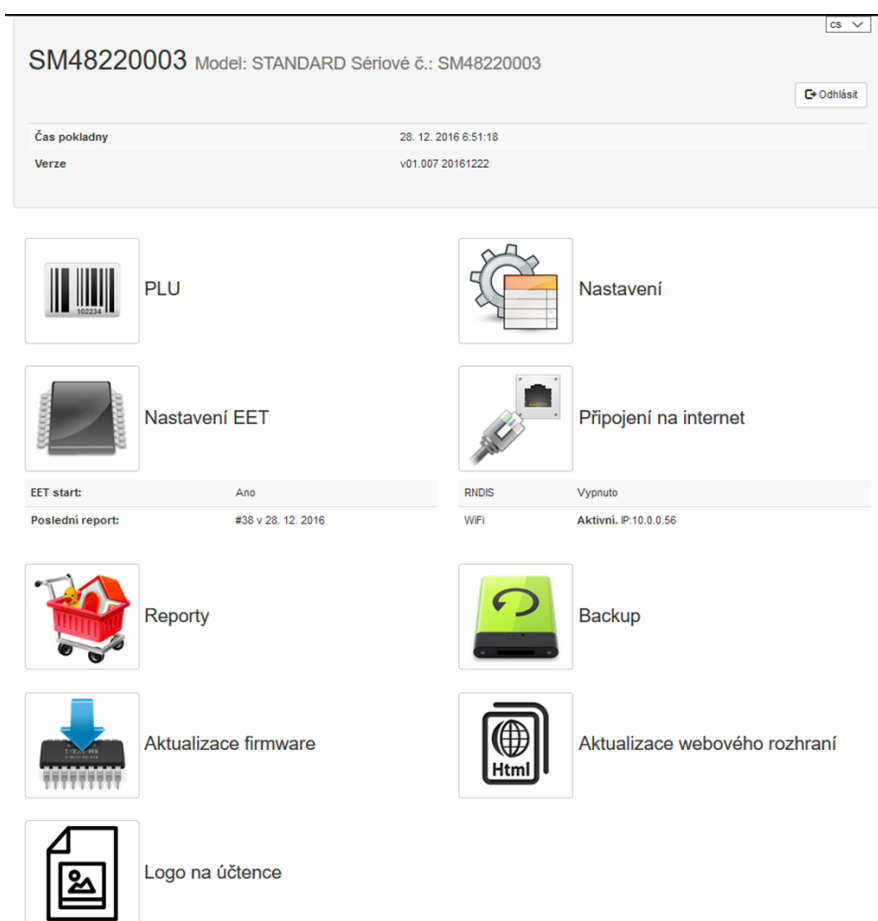 cs
SM48220003 Model: STANDARD Sériové č.: SM48220003
Odhlásit
Čas pokladny 28. 12. 2016 6:51:18
Verze v01.007 20161222
102234
PLU
Nastavení
Nastavení EET
Připojení na internet
EET start: Ano
RNDIS Vypnuto
Poslední report: #38 v 28. 12. 2016
WiFi Aktivní. IP:10.0.0.56
Reporty
Backup
Aktualizace firmware
Html
Aktualizace webového rozhraní
Logo na účtence